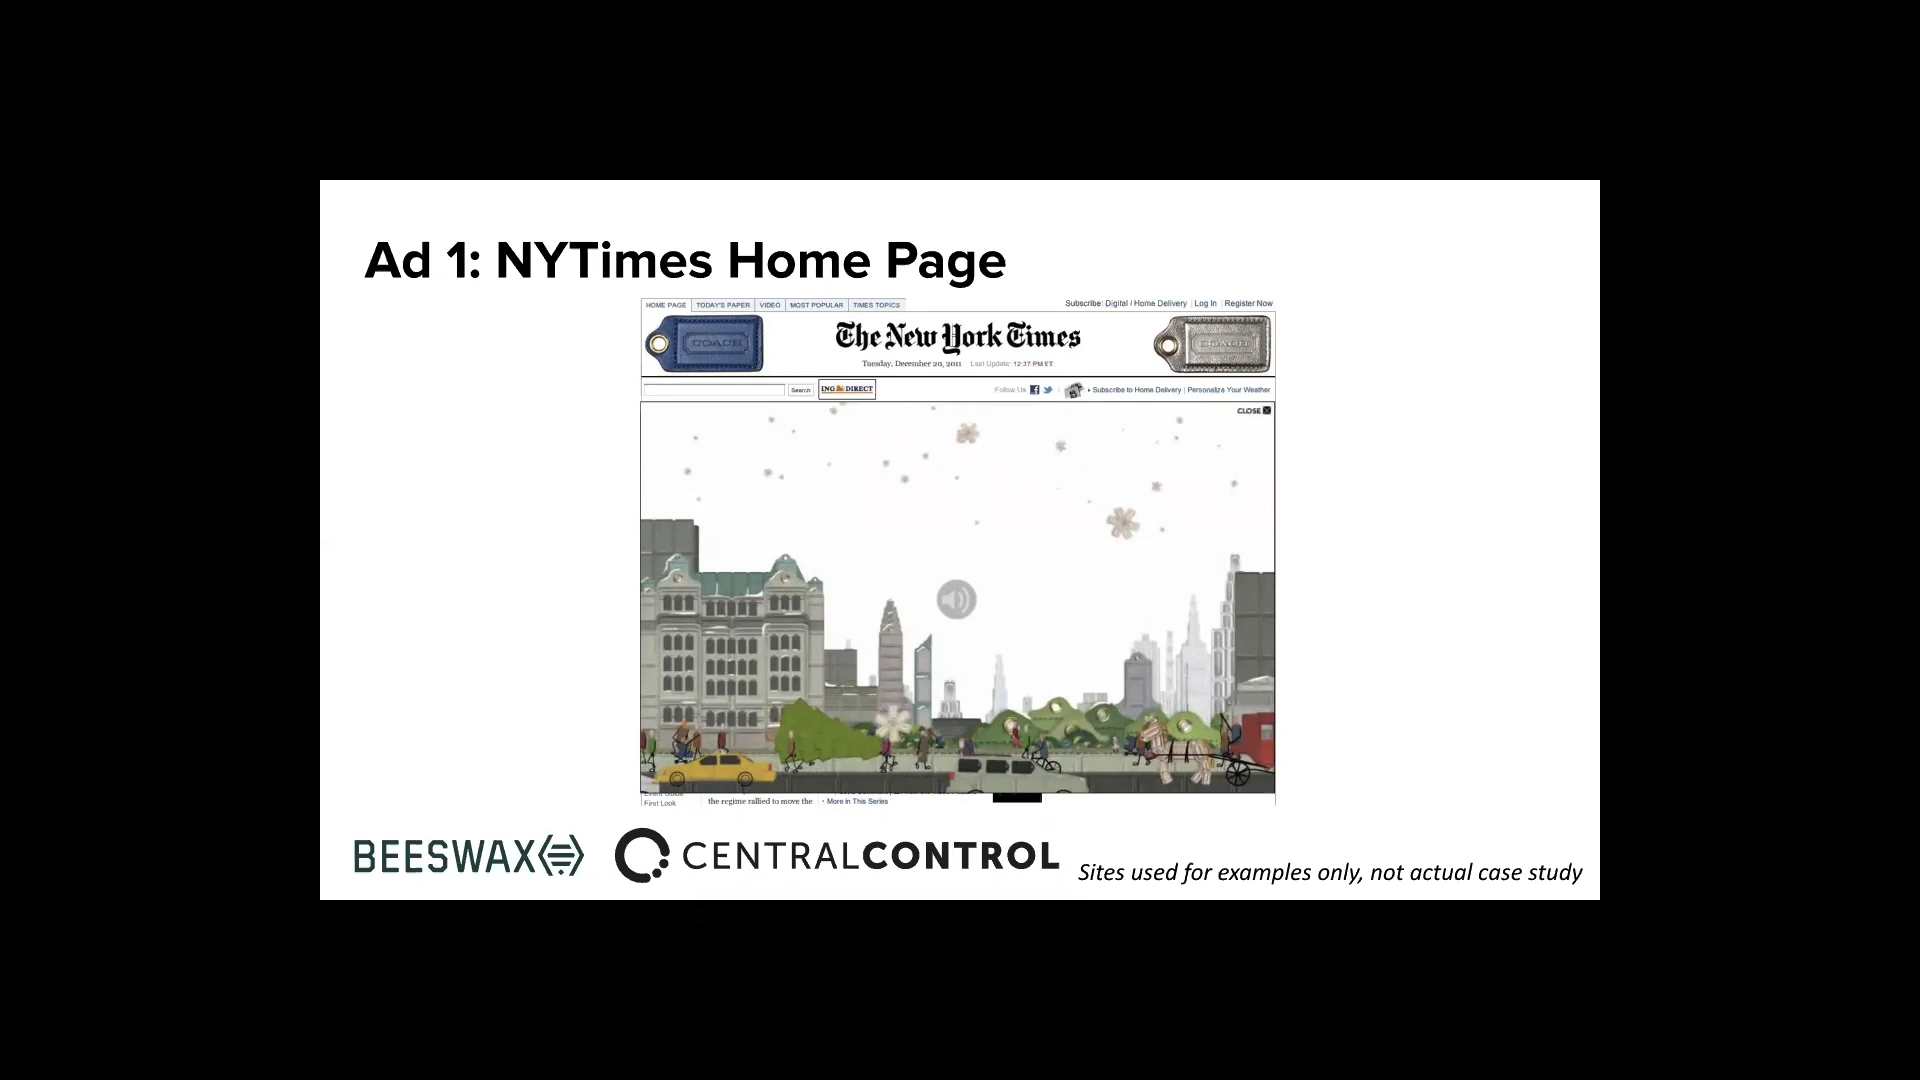 Ad 1: NYTimes Home Page
HOME PAGE TODAY'S PAPER VIDEO MOST POPULAR TIMES TOPICS
Subscribe: Digital / Home Delivery Log In Register Now
COACH
The New York Times
COACH
Tuesday, December 20, 2011 Last Update: 12:37 PM ET
Search
ING DIRECT
Follow Us
Subscribe to Home Delivery | Personalize Your Weather
CLOSE X
First Look
the regime rallied to move the
• More in This Series
BEESWAX
CENTRALCONTROL
Sites used for examples only, not actual case study